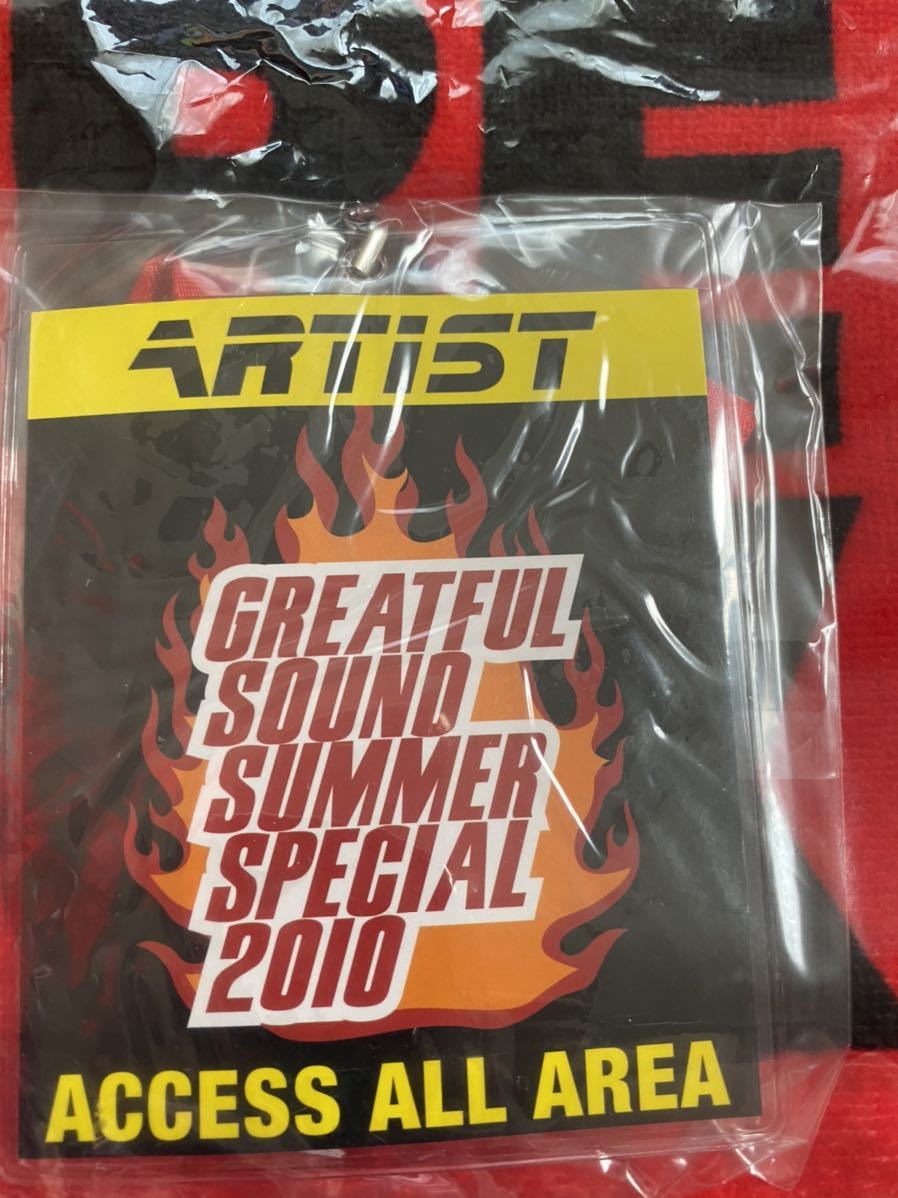 ARTiST
GREATFUL
SOUND
SUMMER
SPECIAL
2010
ACCESS ALL AREA